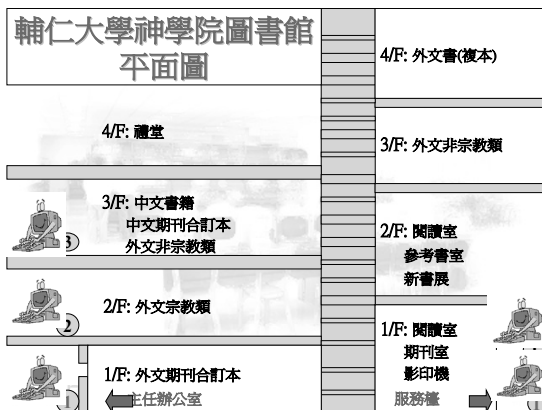 輔仁大學神學院圖書館
平面圖
4/F: 禮堂
3/F: 中文書籍
中文期刊合訂本
外文非宗教類
3
2/F: 外文宗教類
2
1/F: 外文期刊合訂本
主任辦公室
1
4/F: 外文書(複本)
3/F: 外文非宗教類
2/F: 閱讀室
參考書室
新書展
1/F: 閱讀室
期刊室
影印機
服務檯